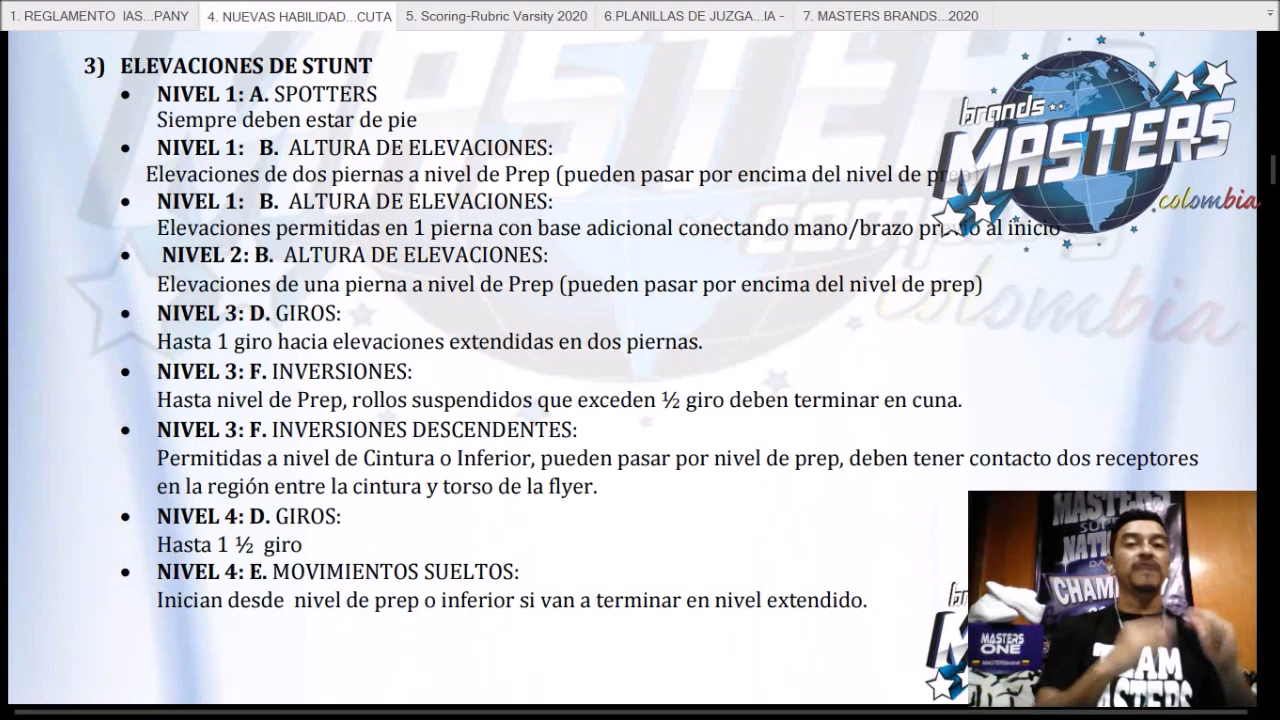 1. REGLAMENTO IAS...PANY
4. NUEVAS HABILIDAD...CUTA
5. Scoring-Rubric Varsity 2020
6.PLANILLAS DE JUZGA...IA -
7. MASTERS BRANDS...2020
3) ELEVACIONES DE STUNT
• NIVEL 1: A. SPOTTERS
Siempre deben estar de pie
• NIVEL 1: B. ALTURA DE ELEVACIONES:
Elevaciones de dos piernas a nivel de Prep (pueden pasar por encima del nivel de prep)
• NIVEL 1: B. ALTURA DE ELEVACIONES:
Elevaciones permitidas en 1 pierna con base adicional conectando mano/brazo previo al inicio
• NIVEL 2: B. ALTURA DE ELEVACIONES:
Elevaciones de una pierna a nivel de Prep (pueden pasar por encima del nivel de prep)
• NIVEL 3: D. GIROS:
Hasta 1 giro hacia elevaciones extendidas en dos piernas.
• NIVEL 3: F. INVERSIONES:
Hasta nivel de Prep, rollos suspendidos que exceden ½ giro deben terminar en cuna.
• NIVEL 3: F. INVERSIONES DESCENDENTES:
Permitidas a nivel de Cintura o Inferior, pueden pasar por nivel de prep, deben tener contacto dos receptores
en la región entre la cintura y torso de la flyer.
• NIVEL 4: D. GIROS:
Hasta 1 ½ giro
• NIVEL 4: E. MOVIMIENTOS SUELTOS:
Inician desde nivel de prep o inferior si van a terminar en nivel extendido.
brands
MASTERS
colombia
MASTERS
company
colombia
MASTERS
NATI
CHAMP
MASTERS
ONE
TEAM
MASTERS